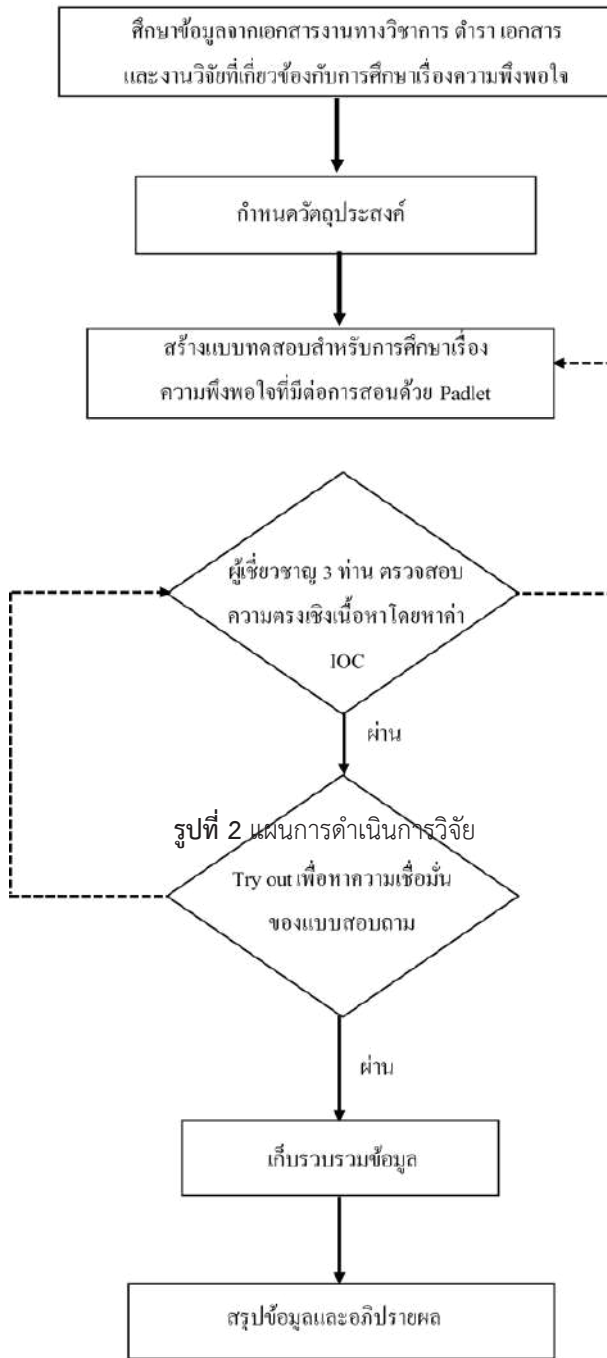 ศึกษาข้อมูลจากเอกสารงานทางวิชาการ ตำรา เอกสาร
และงานวิจัยที่เกี่ยวข้องกับการศึกษาเรื่องความพึงพอใจ
กำหนดวัตถุประสงค์
สร้างแบบทดสอบสำหรับการศึกษาเรื่อง
ความพึงพอใจที่มีต่อการสอนด้วย Padlet
ผู้เชี่ยวชาญ 3 ท่าน ตรวจสอบ
ความตรงเชิงเนื้อหาโดยหาค่า
IOC
ผ่าน
รูปที่ 2 แผนการดำเนินการวิจัย
Try out เพื่อหาความเชื่อมั่น
ของแบบสอบถาม
ผ่าน
เก็บรวบรวมข้อมูล
สรุปข้อมูลและอภิปรายผล